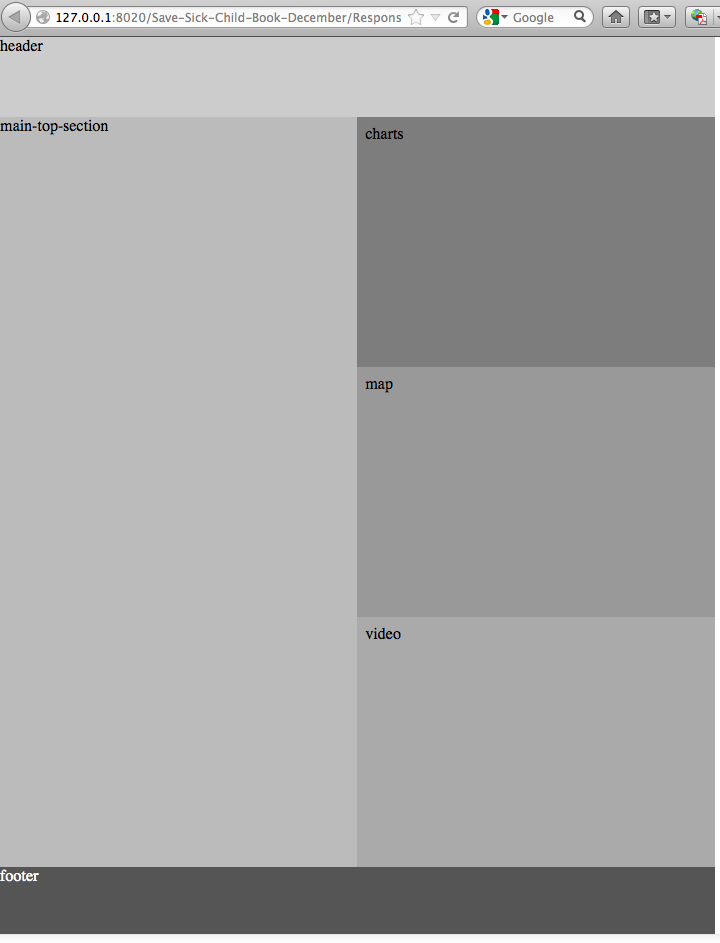 127.0.0.1:8020/Save-Sick-Child-Book-December/Respons
Google
header
main-top-section
charts
map
video
footer